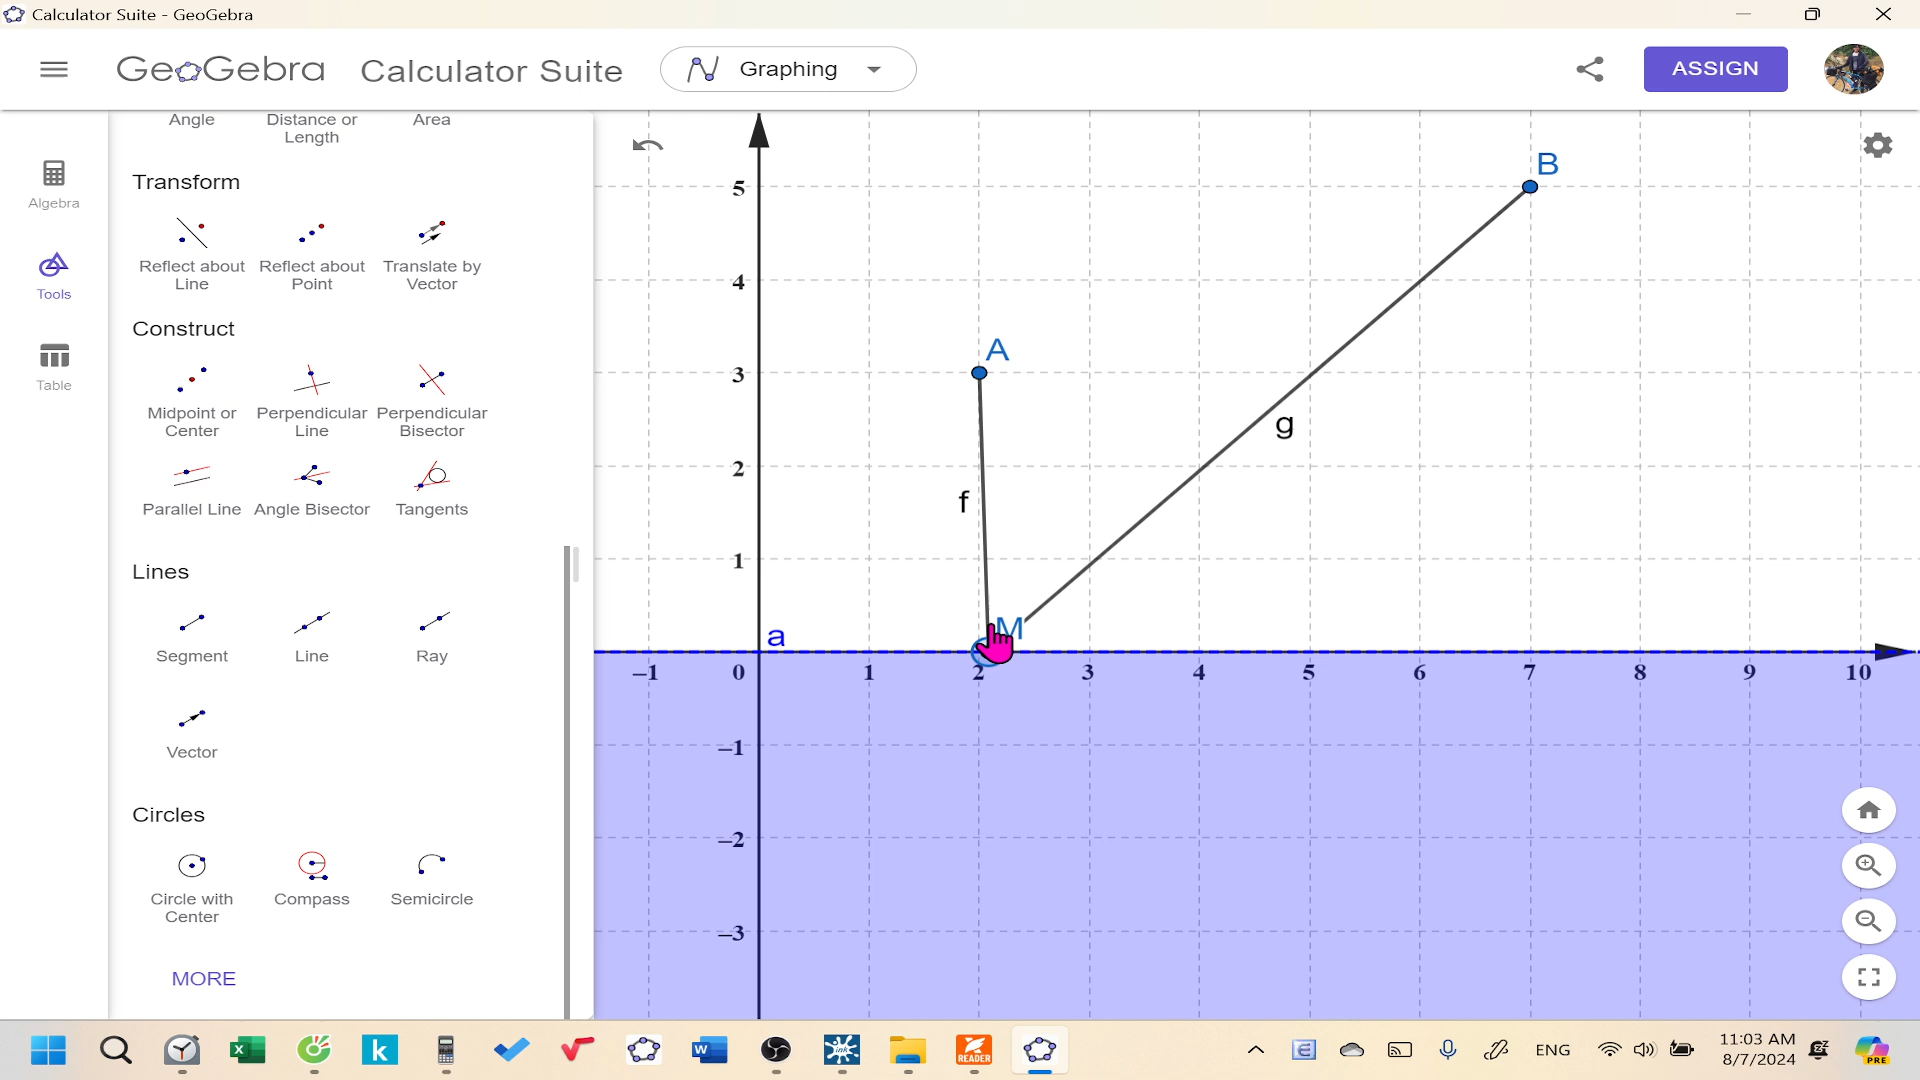 Calculator Suite - GeoGebra
GeoGebra Calculator Suite Graphing ASSIGN
Algebra
Tools
Table
Angle Distance or Length Area
Transform
Reflect about Line Reflect about Point Translate by Vector
Construct
Midpoint or Center Perpendicular Line Perpendicular Bisector
Parallel Line Angle Bisector Tangents
Lines
Segment Line Ray
Vector
Circles
Circle with Center Compass Semicircle
MORE
B
5
4
A
3
g
2
f
1
M
a
–1 0 1 2 3 4 5 6 7 8 9 10
–1
–2
–3
k
W
ink
READER
E
ENG
11:03 AM
8/7/2024
PRE